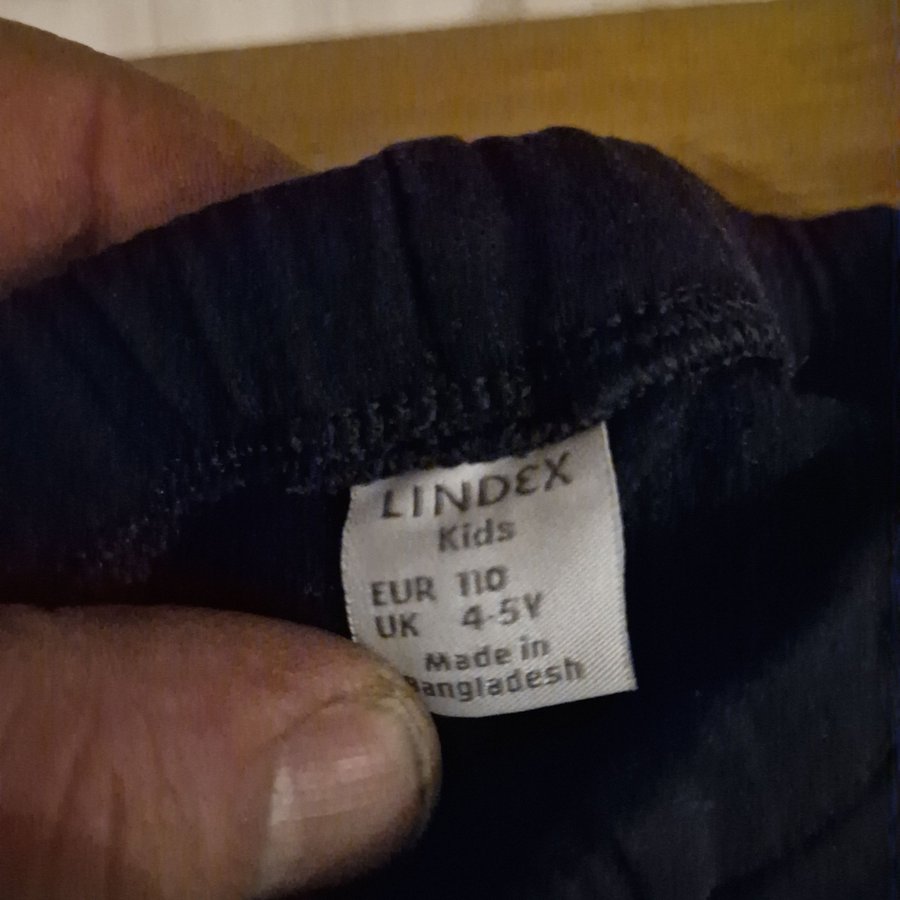 LINDEX
Kids
EUR 110
UK 4-5Y
Made in
Bangladesh